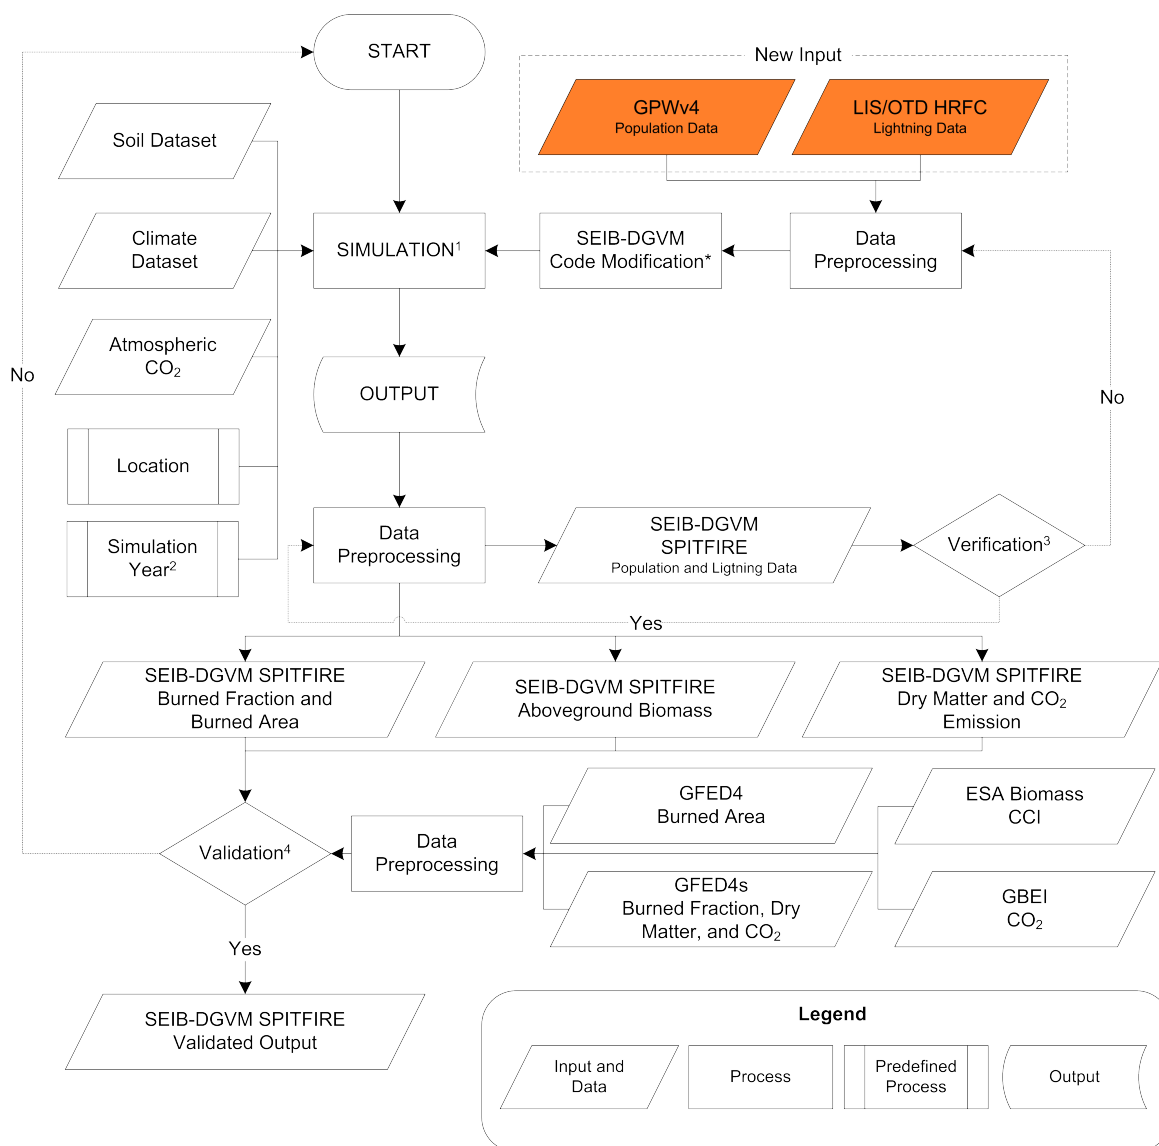 START
New Input
GPWv4
Population Data
LIS/OTD HRFC
Lightning Data
Soil Dataset
Climate
Dataset
SIMULATION¹
SEIB-DGVM
Code Modification*
Data
Preprocessing
Atmospheric
CO₂
No
OUTPUT
No
Location
Simulation
Year²
Data
Preprocessing
SEIB-DGVM
SPITFIRE
Population and Ligtning Data
Verification³
Yes
SEIB-DGVM SPITFIRE
Burned Fraction and
Burned Area
SEIB-DGVM SPITFIRE
Aboveground Biomass
SEIB-DGVM SPITFIRE
Dry Matter and CO₂
Emission
GFED4
Burned Area
ESA Biomass
CCI
Validation⁴
Data
Preprocessing
GFED4s
Burned Fraction, Dry
Matter, and CO₂
GBEI
CO₂
Yes
SEIB-DGVM SPITFIRE
Validated Output
Legend
Input and
Data
Process
Predefined
Process
Output